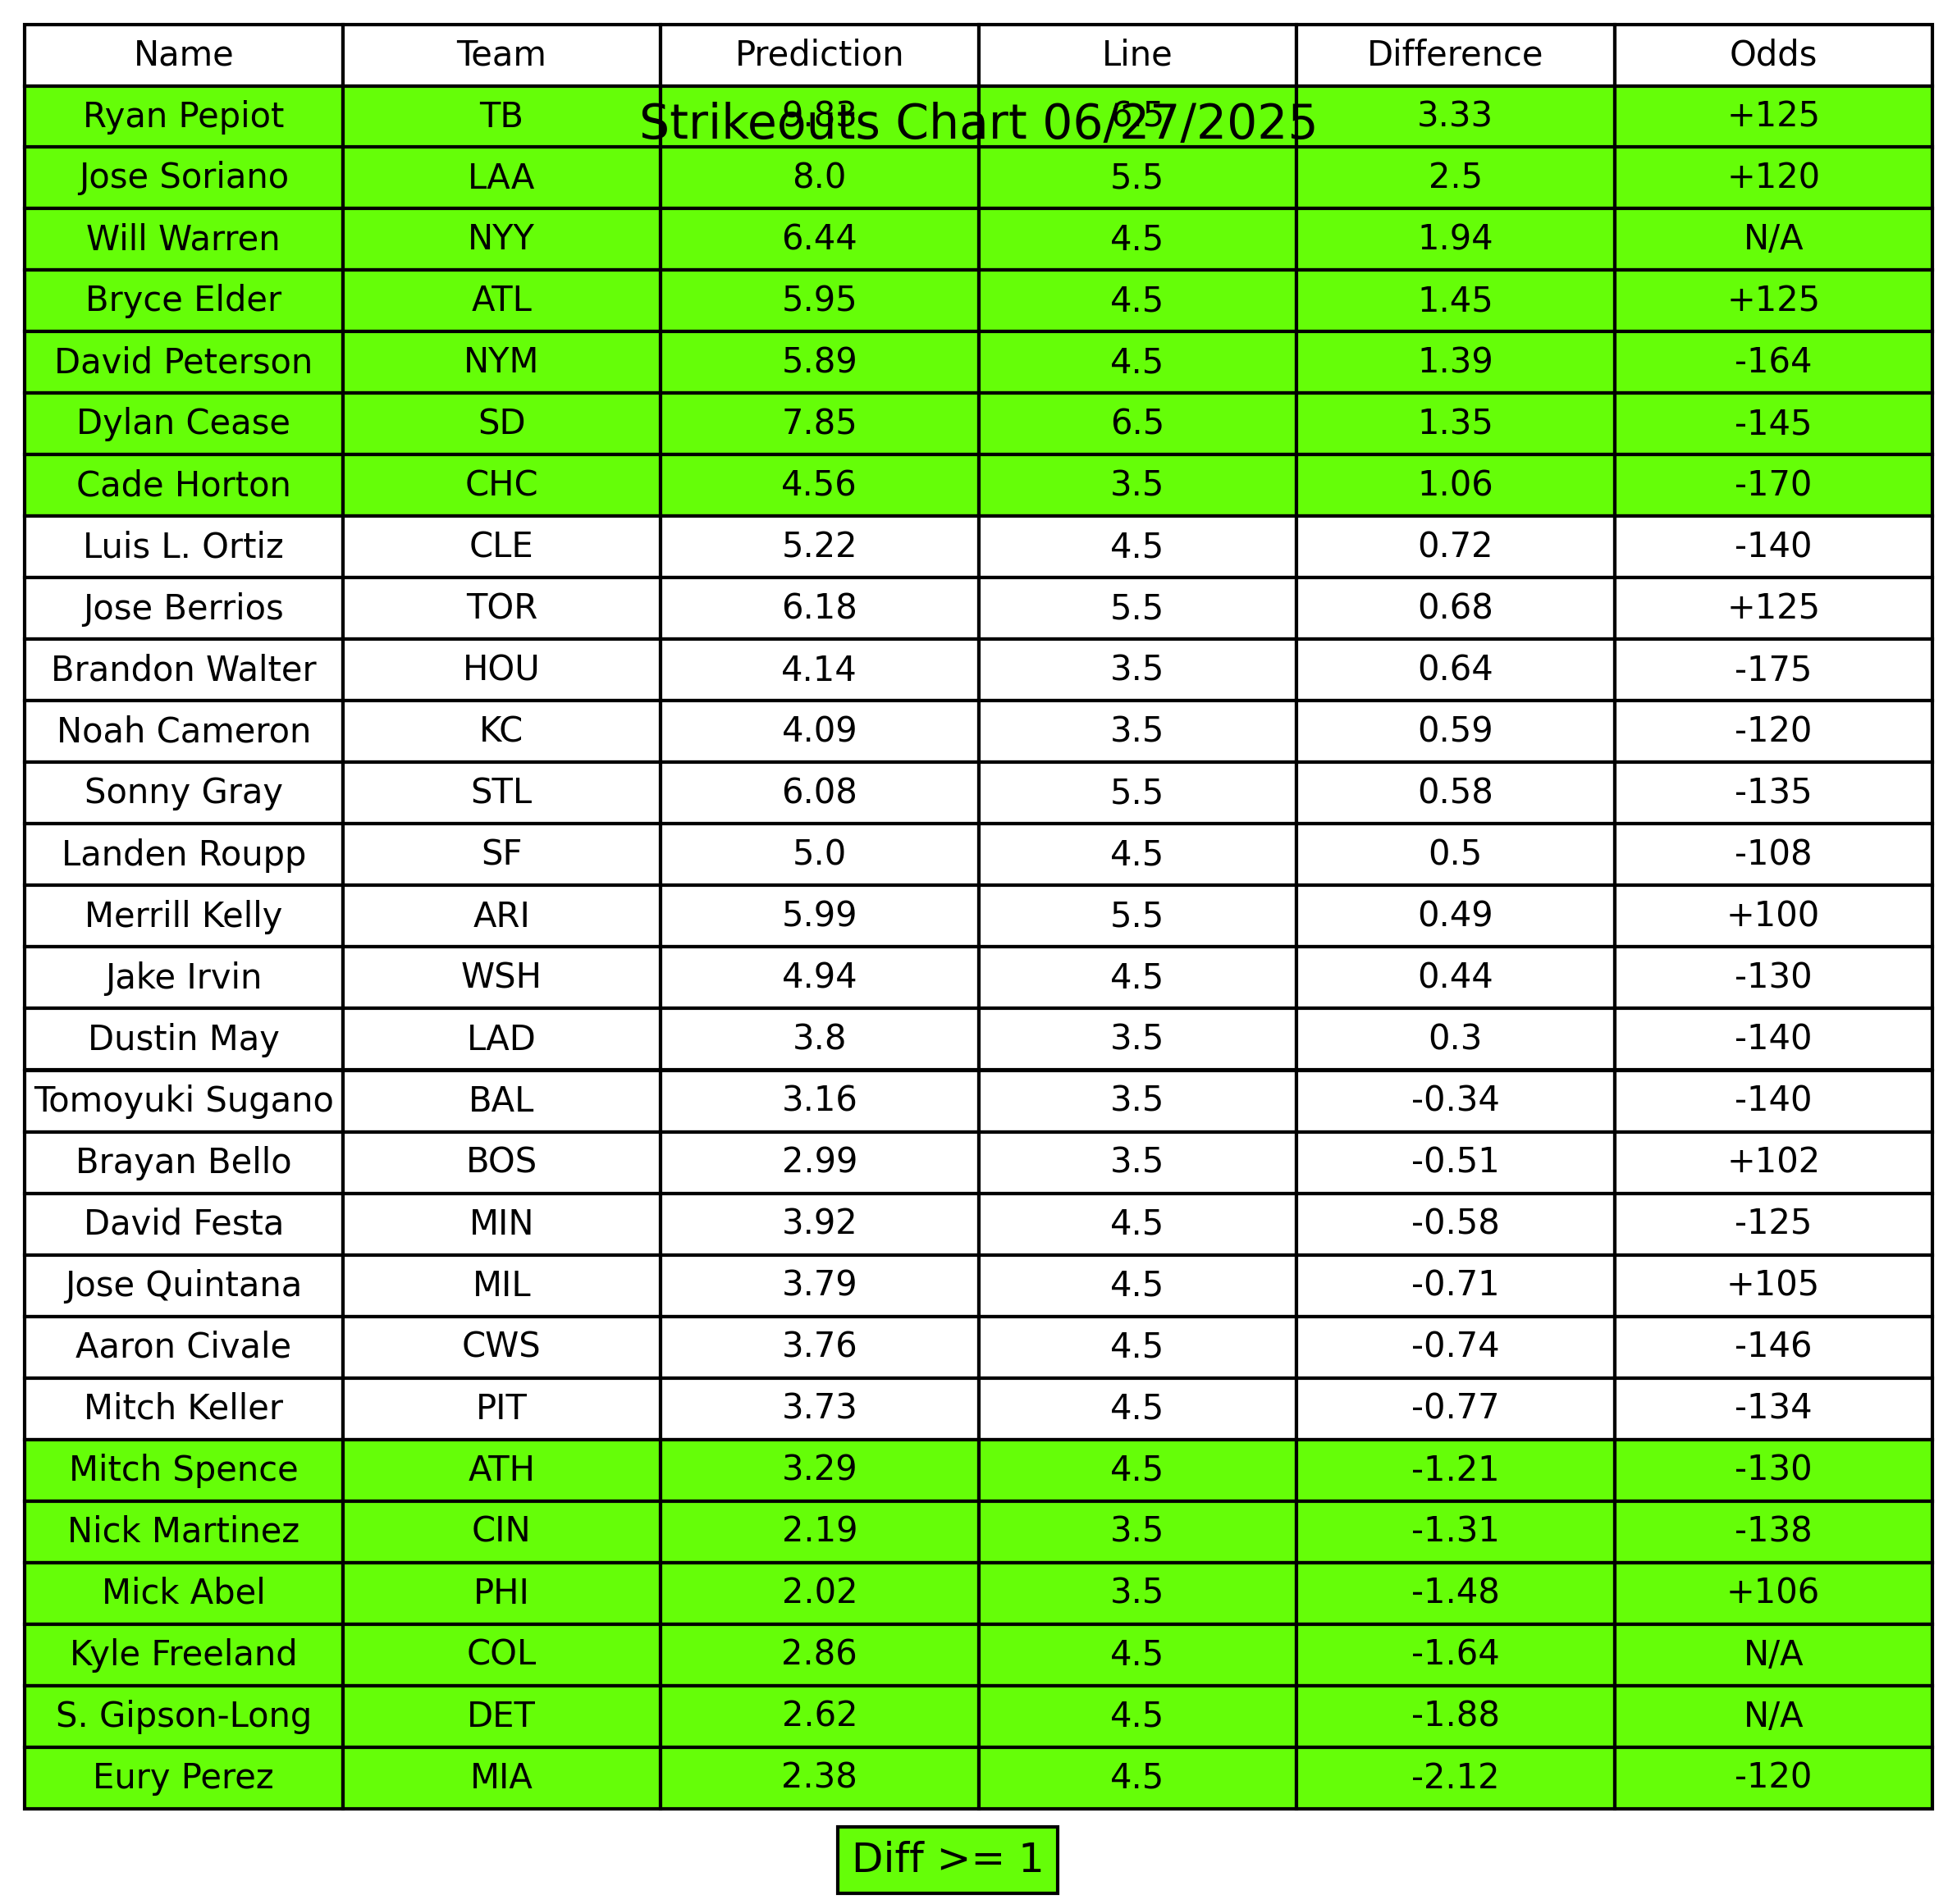 Name Team Prediction Line Difference Odds
Strikeouts Chart 06/27/2025
Ryan Pepiot TB 9.83 6.5 3.33 +125
Jose Soriano LAA 8.0 5.5 2.5 +120
Will Warren NYY 6.44 4.5 1.94 N/A
Bryce Elder ATL 5.95 4.5 1.45 +125
David Peterson NYM 5.89 4.5 1.39 -164
Dylan Cease SD 7.85 6.5 1.35 -145
Cade Horton CHC 4.56 3.5 1.06 -170
Luis L. Ortiz CLE 5.22 4.5 0.72 -140
Jose Berrios TOR 6.18 5.5 0.68 +125
Brandon Walter HOU 4.14 3.5 0.64 -175
Noah Cameron KC 4.09 3.5 0.59 -120
Sonny Gray STL 6.08 5.5 0.58 -135
Landen Roupp SF 5.0 4.5 0.5 -108
Merrill Kelly ARI 5.99 5.5 0.49 +100
Jake Irvin WSH 4.94 4.5 0.44 -130
Dustin May LAD 3.8 3.5 0.3 -140
Tomoyuki Sugano BAL 3.16 3.5 -0.34 -140
Brayan Bello BOS 2.99 3.5 -0.51 +102
David Festa MIN 3.92 4.5 -0.58 -125
Jose Quintana MIL 3.79 4.5 -0.71 +105
Aaron Civale CWS 3.76 4.5 -0.74 -146
Mitch Keller PIT 3.73 4.5 -0.77 -134
Mitch Spence ATH 3.29 4.5 -1.21 -130
Nick Martinez CIN 2.19 3.5 -1.31 -138
Mick Abel PHI 2.02 3.5 -1.48 +106
Kyle Freeland COL 2.86 4.5 -1.64 N/A
S. Gipson-Long DET 2.62 4.5 -1.88 N/A
Eury Perez MIA 2.38 4.5 -2.12 -120
Diff >= 1